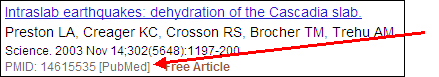 Intraslab earthquakes: dehydration of the Cascadia slab.
Preston LA, Creager KC, Crosson RS, Brocher TM, Trehu AM.
Science. 2003 Nov 14;302(5648):1197-200.
PMID: 14615535 [PubMed] Free Article